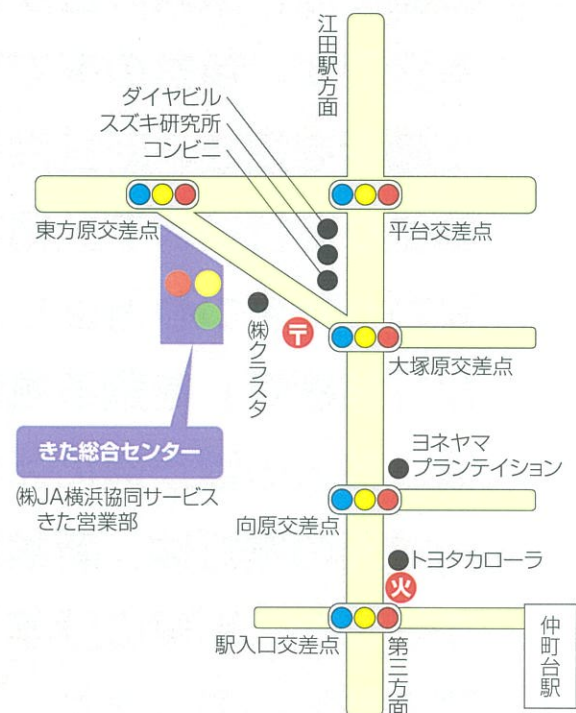 江田駅方面
ダイヤビル
スズキ研究所
コンビニ
東方原交差点
平台交差点
㈱クラスタ
〒
大塚原交差点
きた総合センター
㈱JA横浜協同サービス
きた営業部
ヨネヤマ
プランテイション
向原交差点
トヨタカローラ
火
駅入口交差点
第三方面
仲町台駅